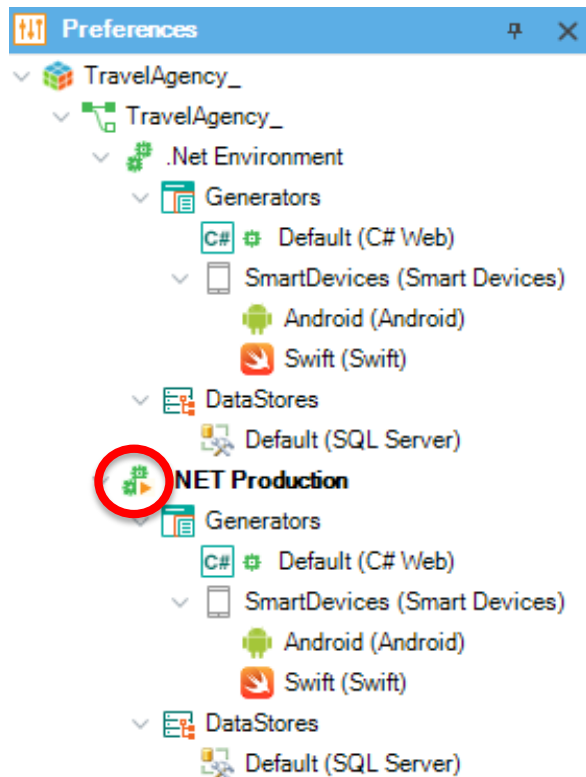 Preferences
TravelAgency_
TravelAgency_
.Net Environment
Generators
C# Default (C# Web)
SmartDevices (Smart Devices)
Android (Android)
Swift (Swift)
DataStores
Default (SQL Server)
NET Production
Generators
C# Default (C# Web)
SmartDevices (Smart Devices)
Android (Android)
Swift (Swift)
DataStores
Default (SQL Server)